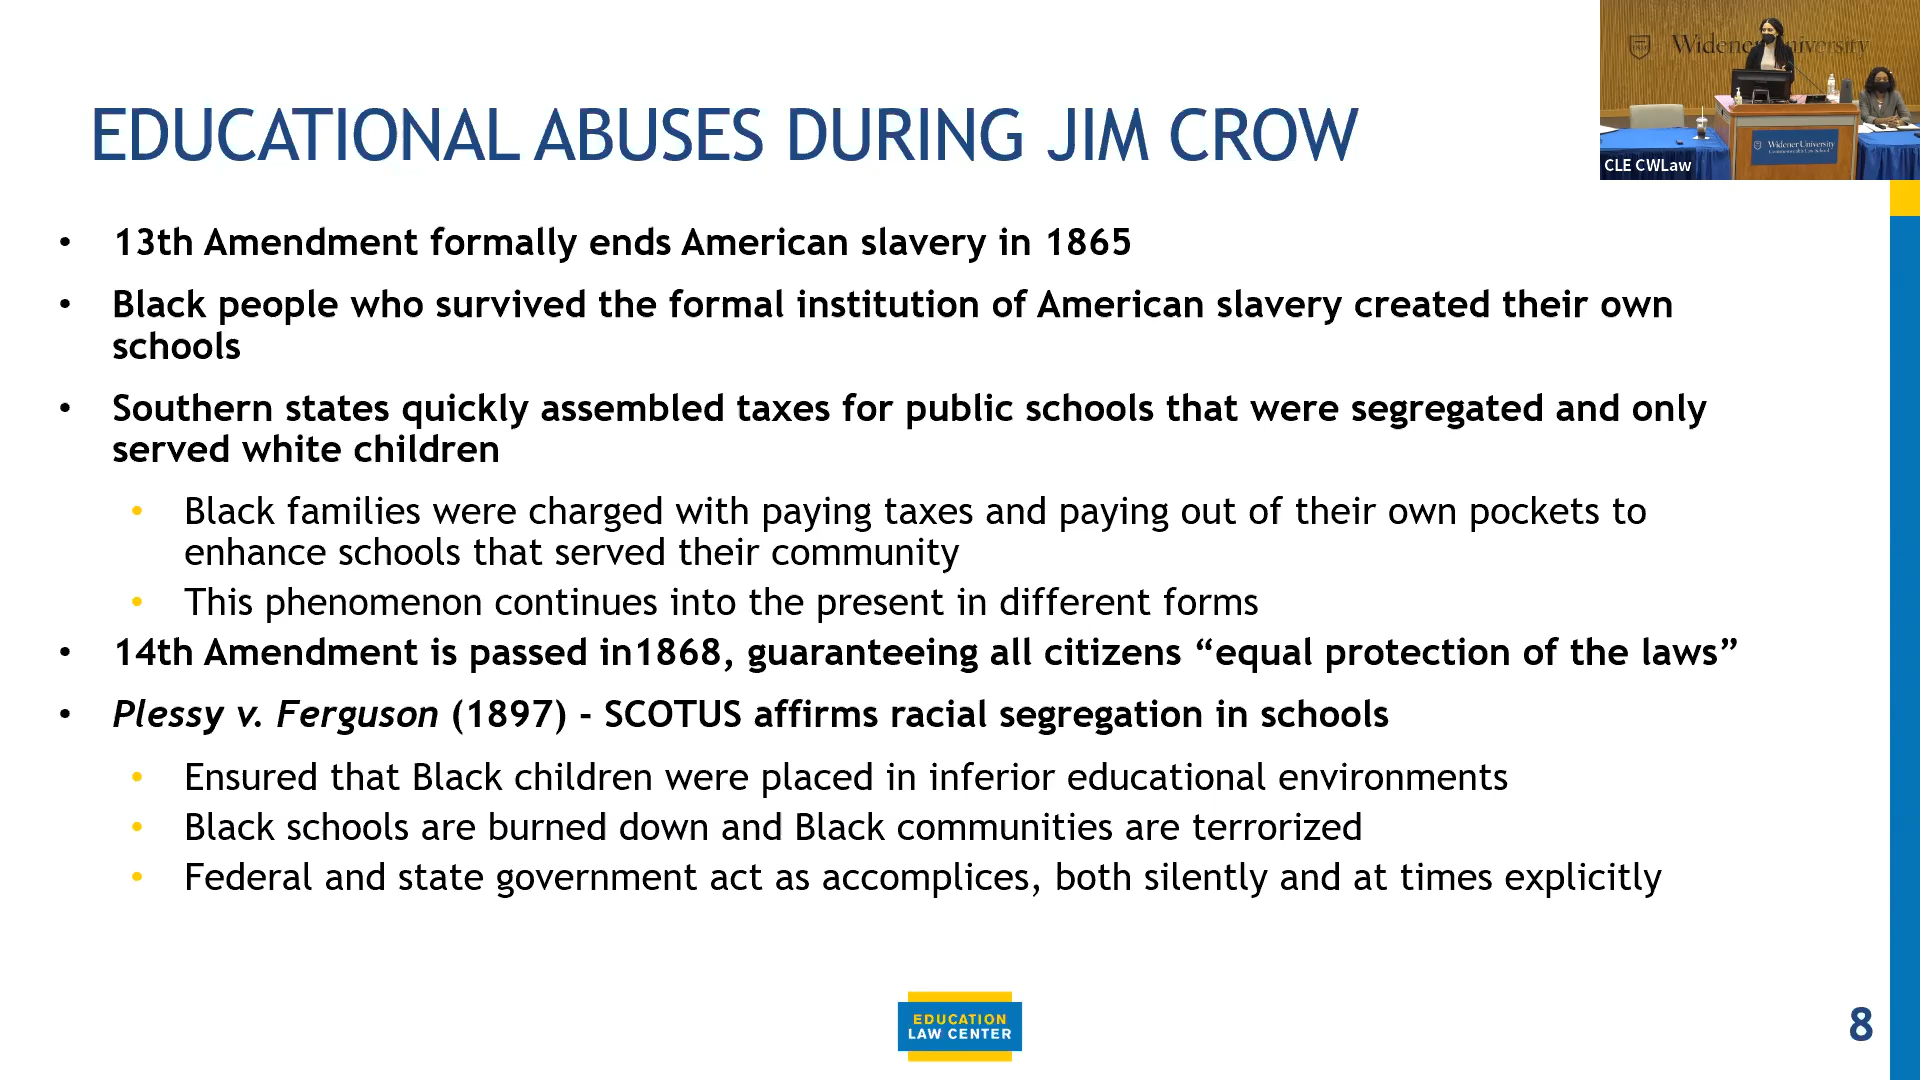 EDUCATIONAL ABUSES DURING JIM CROW
Widener University
Widener University
Commonwealth Law School
CLE CWLaw
• 13th Amendment formally ends American slavery in 1865
• Black people who survived the formal institution of American slavery created their own
schools
• Southern states quickly assembled taxes for public schools that were segregated and only
served white children
• Black families were charged with paying taxes and paying out of their own pockets to
enhance schools that served their community
• This phenomenon continues into the present in different forms
• 14th Amendment is passed in1868, guaranteeing all citizens “equal protection of the laws”
• Plessy v. Ferguson (1897) - SCOTUS affirms racial segregation in schools
• Ensured that Black children were placed in inferior educational environments
• Black schools are burned down and Black communities are terrorized
• Federal and state government act as accomplices, both silently and at times explicitly
EDUCATION
LAW CENTER
8